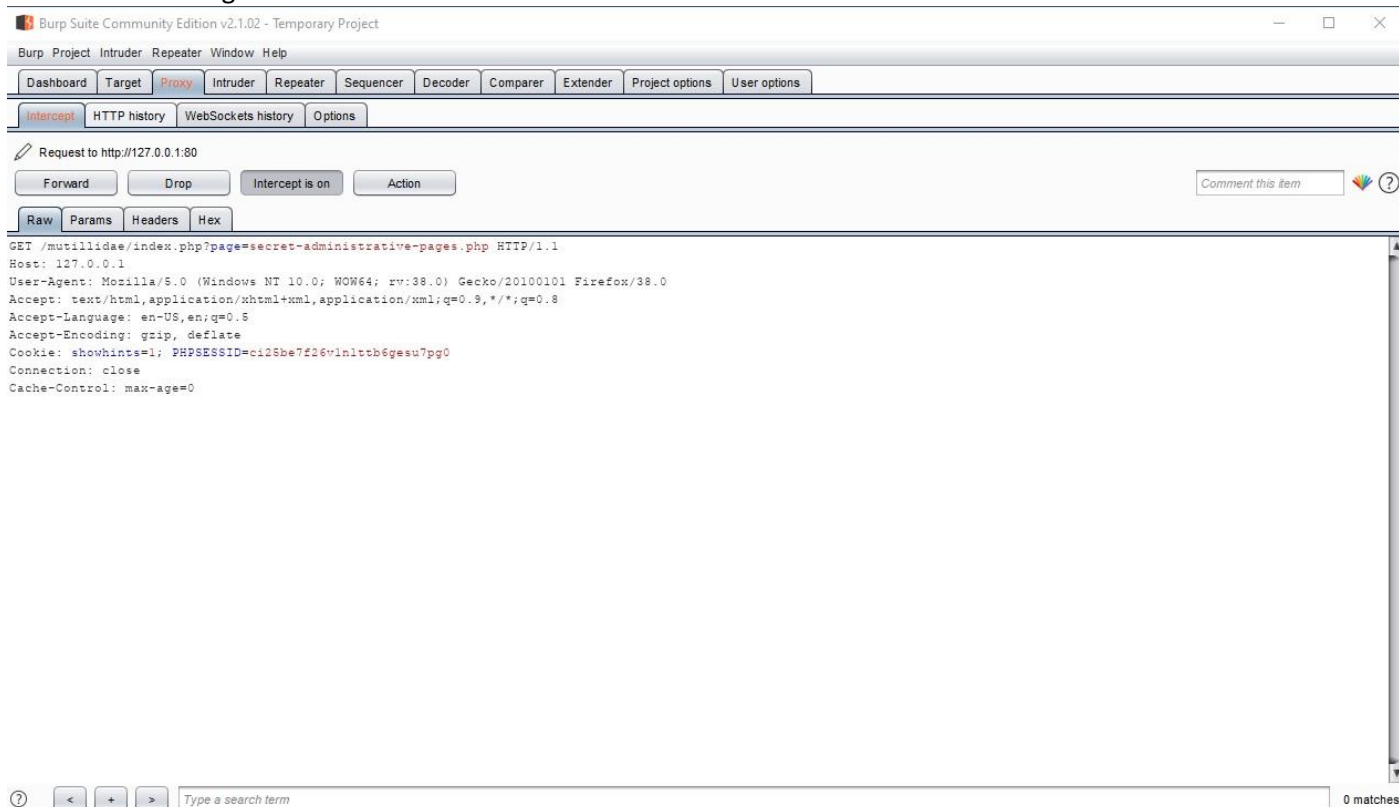 Burp Suite Community Edition v2.1.02 - Temporary Project
Burp Project Intruder Repeater Window Help
Dashboard Target Proxy Intruder Repeater Sequencer Decoder Comparer Extender Project options User options
Intercept HTTP history WebSockets history Options
Request to http://127.0.0.1:80
Forward Drop Intercept is on Action Comment this item ?
Raw Params Headers Hex
GET /mutillidae/index.php?page=secret-administrative-pages.php HTTP/1.1
Host: 127.0.0.1
User-Agent: Mozilla/5.0 (Windows NT 10.0; WOW64; rv:38.0) Gecko/20100101 Firefox/38.0
Accept: text/html,application/xhtml+xml,application/xml;q=0.9,*/*;q=0.8
Accept-Language: en-US,en;q=0.5
Accept-Encoding: gzip, deflate
Cookie: showhints=1; PHPSESSID=ci25be7f26v1n1ttb6gesu7pg0
Connection: close
Cache-Control: max-age=0
? < + > Type a search term 0 matches